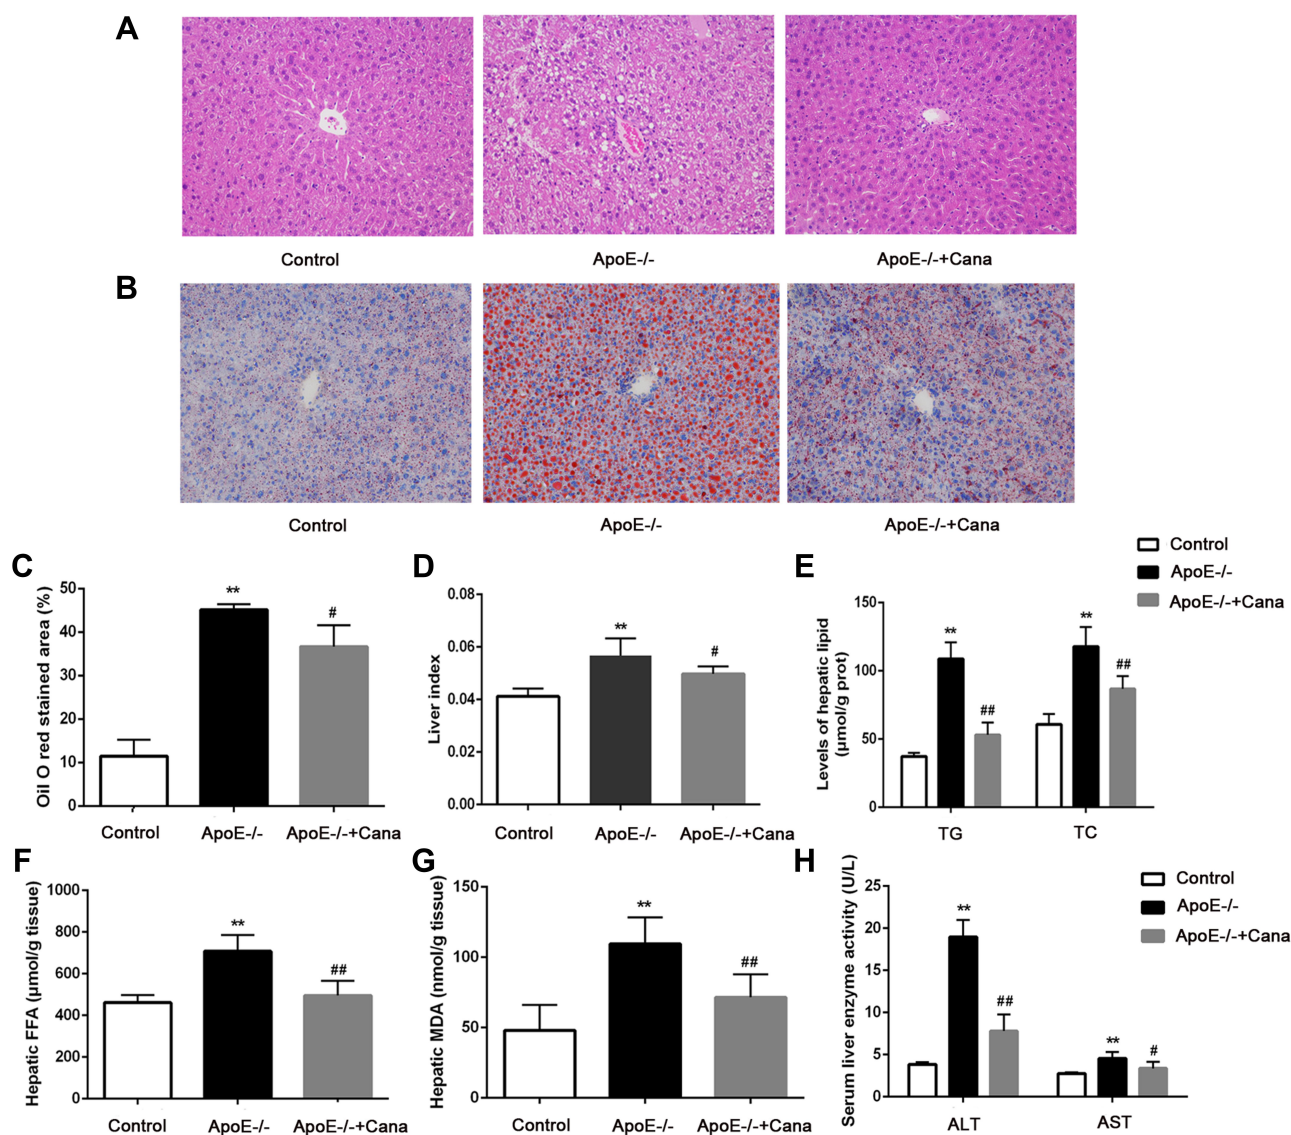 A
Control
ApoE-/-
ApoE-/-+Cana
B
Control
ApoE-/-
ApoE-/-+Cana
C
Oil O red stained area (%)
50
40
30
20
10
0
**
#
Control
ApoE-/-
ApoE-/-+Cana
D
Liver index
0.08
0.06
0.04
0.02
0.00
**
#
Control
ApoE-/-
ApoE-/-+Cana
E
Control
ApoE-/-
ApoE-/-+Cana
Levels of hepatic lipid
(μmol/g prot)
150
100
50
0
**
##
**
##
TG
TC
F
Hepatic FFA (μmol/g tissue)
1000
800
600
400
200
0
**
##
Control
ApoE-/-
ApoE-/-+Cana
G
Hepatic MDA (nmol/g tissue)
150
100
50
0
**
##
Control
ApoE-/-
ApoE-/-+Cana
H
Control
ApoE-/-
ApoE-/-+Cana
Serum liver enzyme activity (U/L)
25
20
15
10
5
0
**
##
**
#
ALT
AST